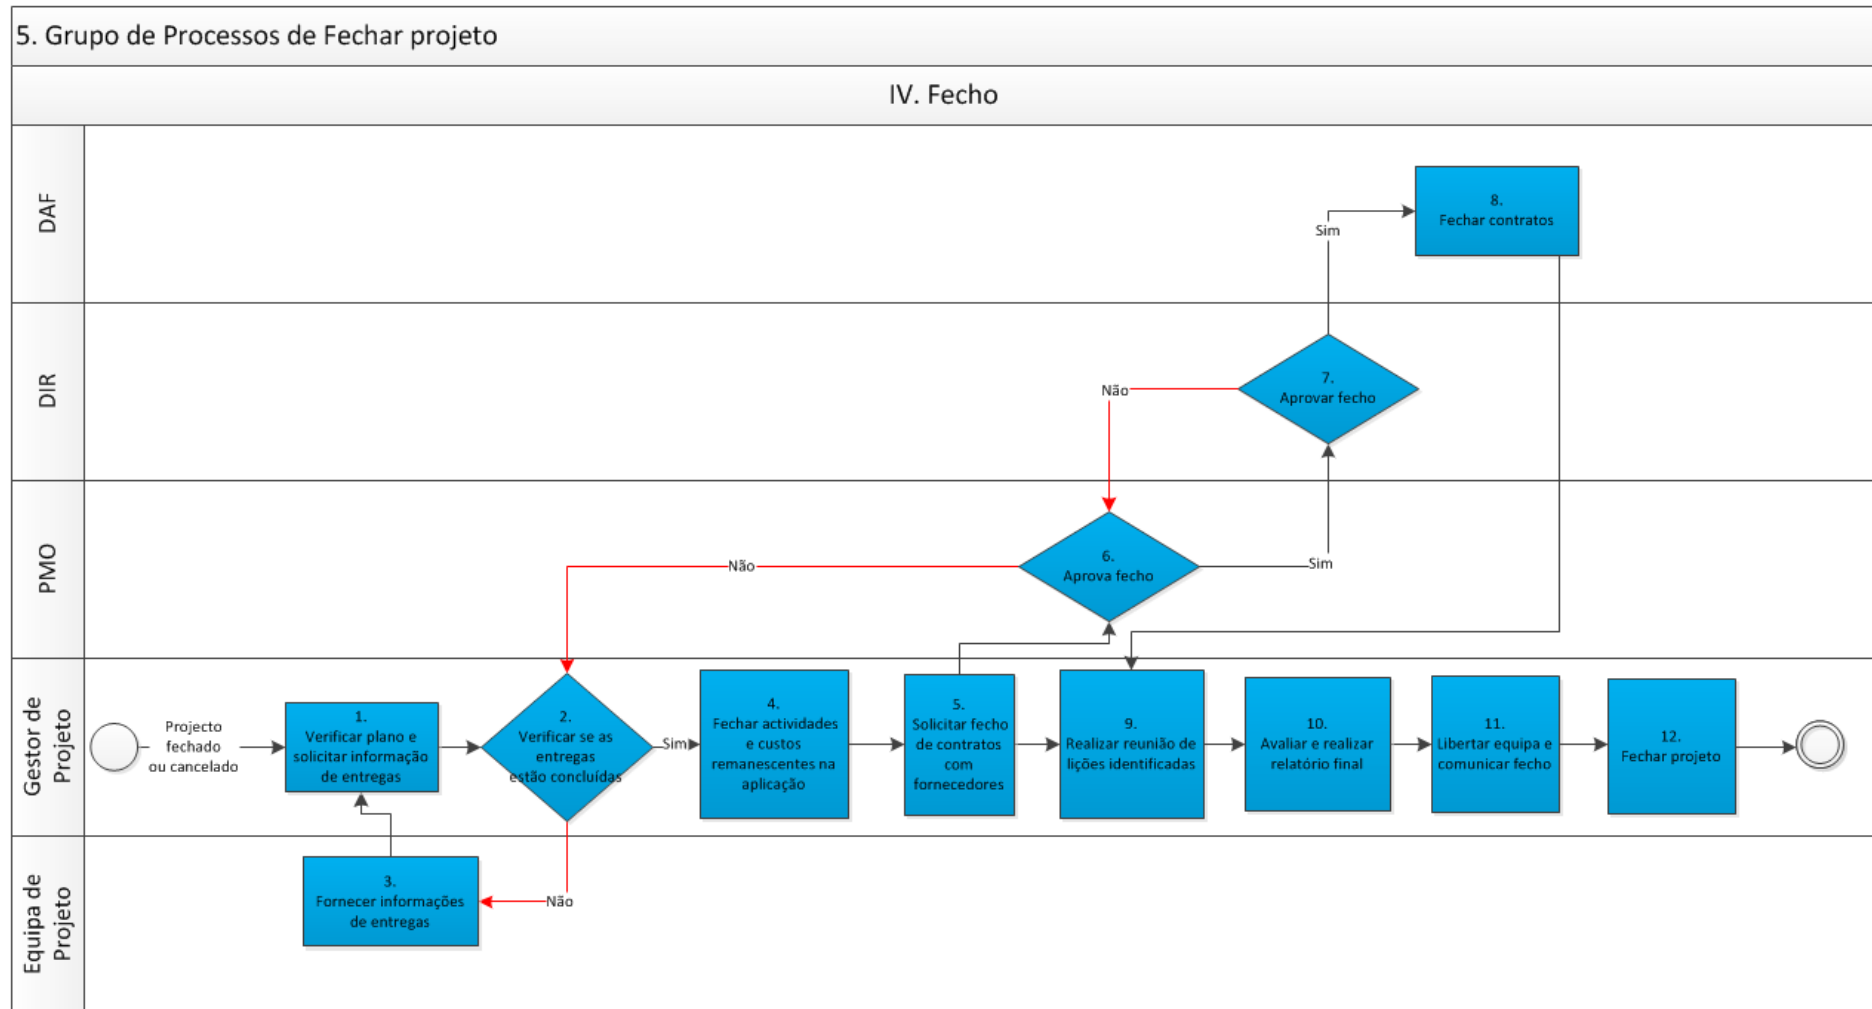 5. Grupo de Processos de Fechar projeto
IV. Fecho
DAF
8.
Fechar contratos
Sim
DIR
7.
Aprovar fecho
Não
PMO
6.
Aprova fecho
Não
Sim
Gestor de
Projeto
Projecto
fechado
ou cancelado
1.
Verificar plano e
solicitar informação
de entregas
2.
Verificar se as
entregas
estão concluídas
Sim
4.
Fechar actividades
e custos
remanescentes na
aplicação
5.
Solicitar fecho
de contratos
com
fornecedores
9.
Realizar reunião de
lições identificadas
10.
Avaliar e realizar
relatório final
11.
Libertar equipa e
comunicar fecho
12.
Fechar projeto
Equipa de
Projeto
3.
Fornecer informações
de entregas
Não